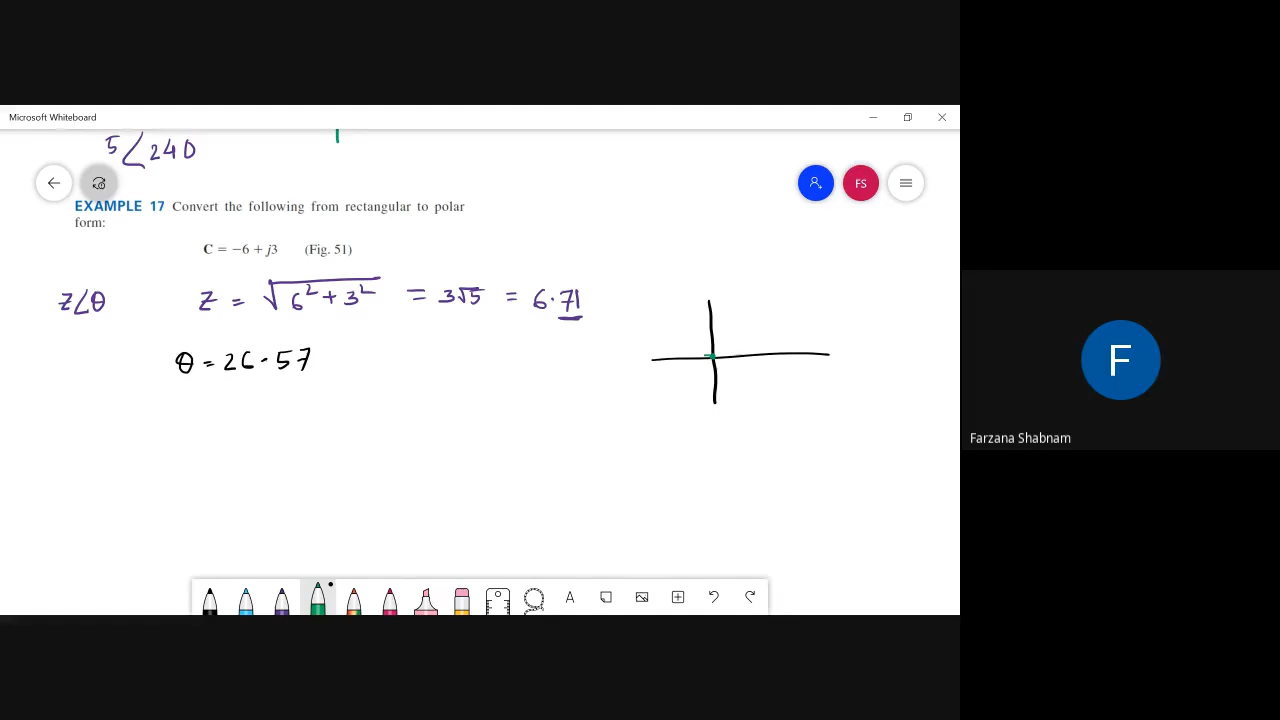 Microsoft Whiteboard
5∠240
FS
EXAMPLE 17 Convert the following from rectangular to polar
form:
C = −6 + j3 (Fig. 51)
Z∠θ Z = √(6² + 3²) = 3√5 = 6.71
θ = 26.57
F
Farzana Shabnam
A